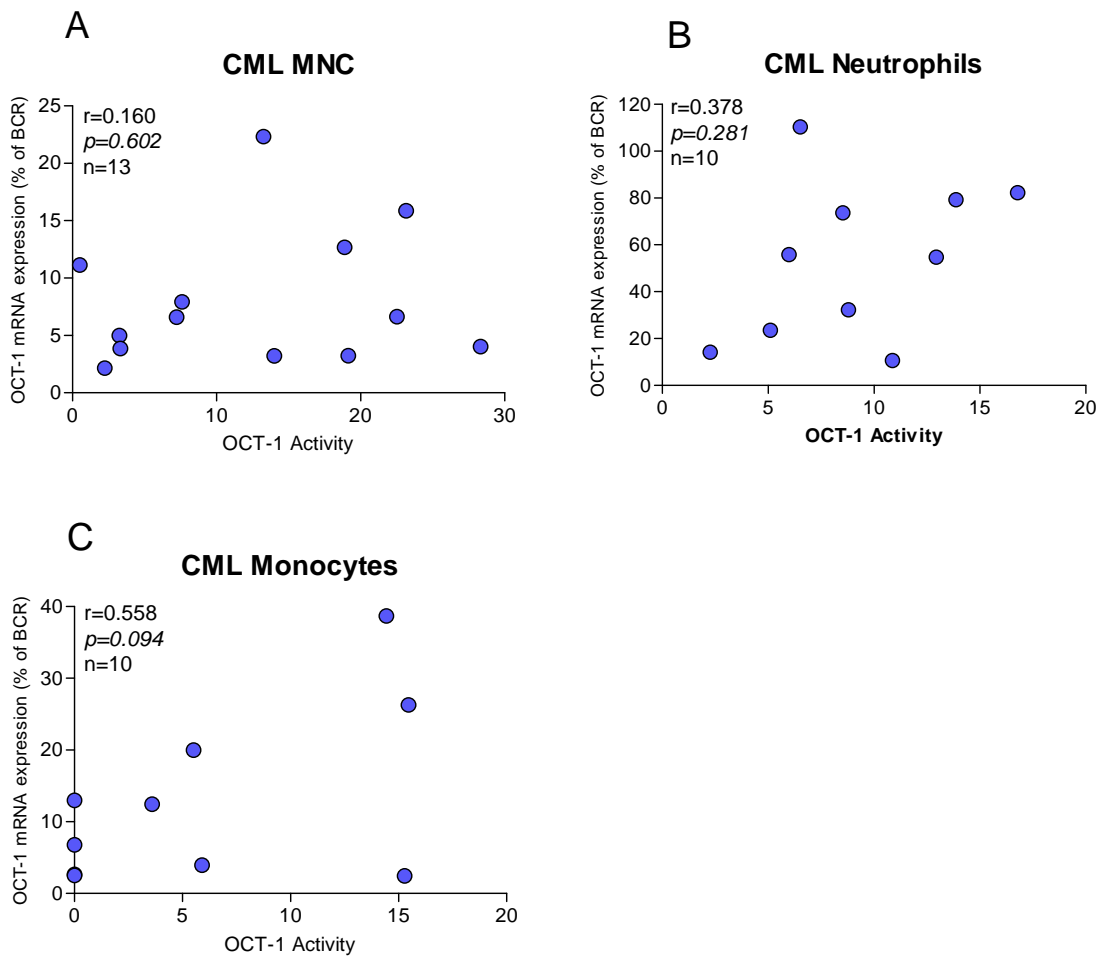 A
CML MNC
OCT-1 mRNA expression (% of BCR)
25
20
15
10
5
0
r=0.160
p=0.602
n=13
0 10 20 30
OCT-1 Activity
B
CML Neutrophils
OCT-1 mRNA expression (% of BCR)
120
100
80
60
40
20
0
r=0.378
p=0.281
n=10
0 5 10 15 20
OCT-1 Activity
C
CML Monocytes
OCT-1 mRNA expression (% of BCR)
40
30
20
10
0
r=0.558
p=0.094
n=10
0 5 10 15 20
OCT-1 Activity